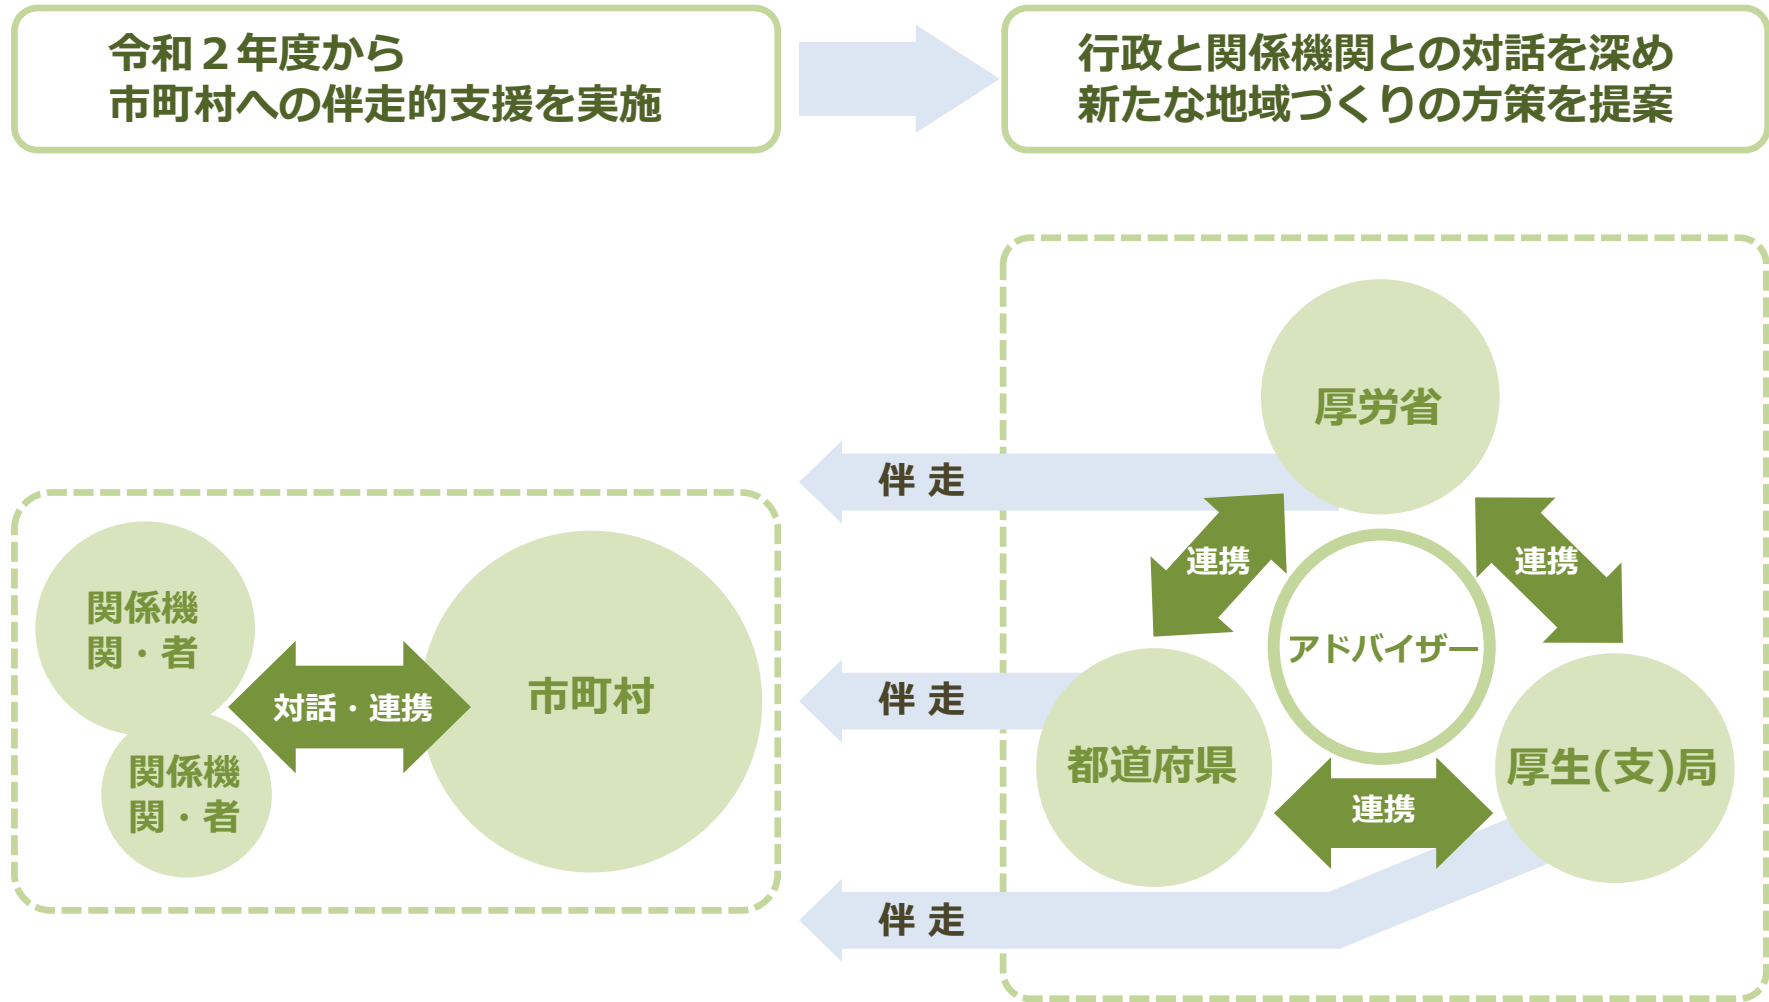 令和２年度から
市町村への伴走的支援を実施
行政と関係機関との対話を深め
新たな地域づくりの方策を提案
厚労省
伴 走
連携
連携
関係機
関・者
アドバイザー
対話・連携
市町村
伴 走
都道府県
厚生(支)局
関係機
関・者
連携
伴 走